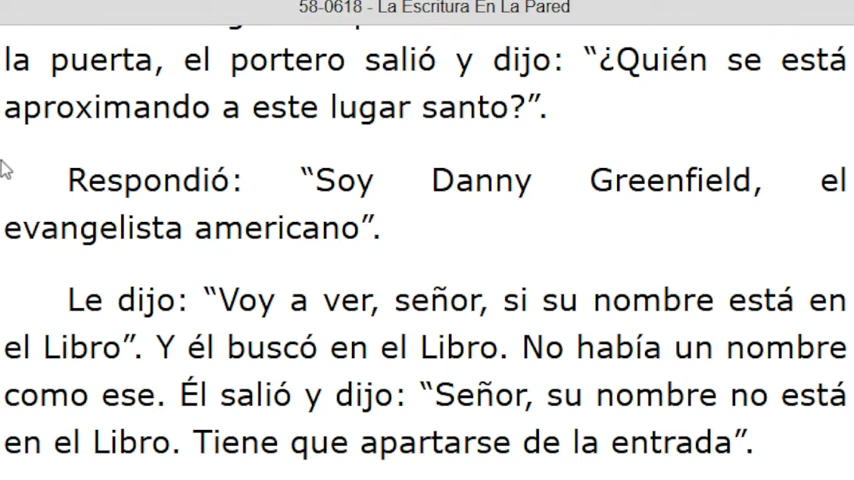 58-0618 - La Escritura En La Pared
la puerta, el portero salió y dijo: “¿Quién se está
aproximando a este lugar santo?”.
Respondió: “Soy Danny Greenfield, el
evangelista americano”.
Le dijo: “Voy a ver, señor, si su nombre está en
el Libro”. Y él buscó en el Libro. No había un nombre
como ese. Él salió y dijo: “Señor, su nombre no está
en el Libro. Tiene que apartarse de la entrada”.